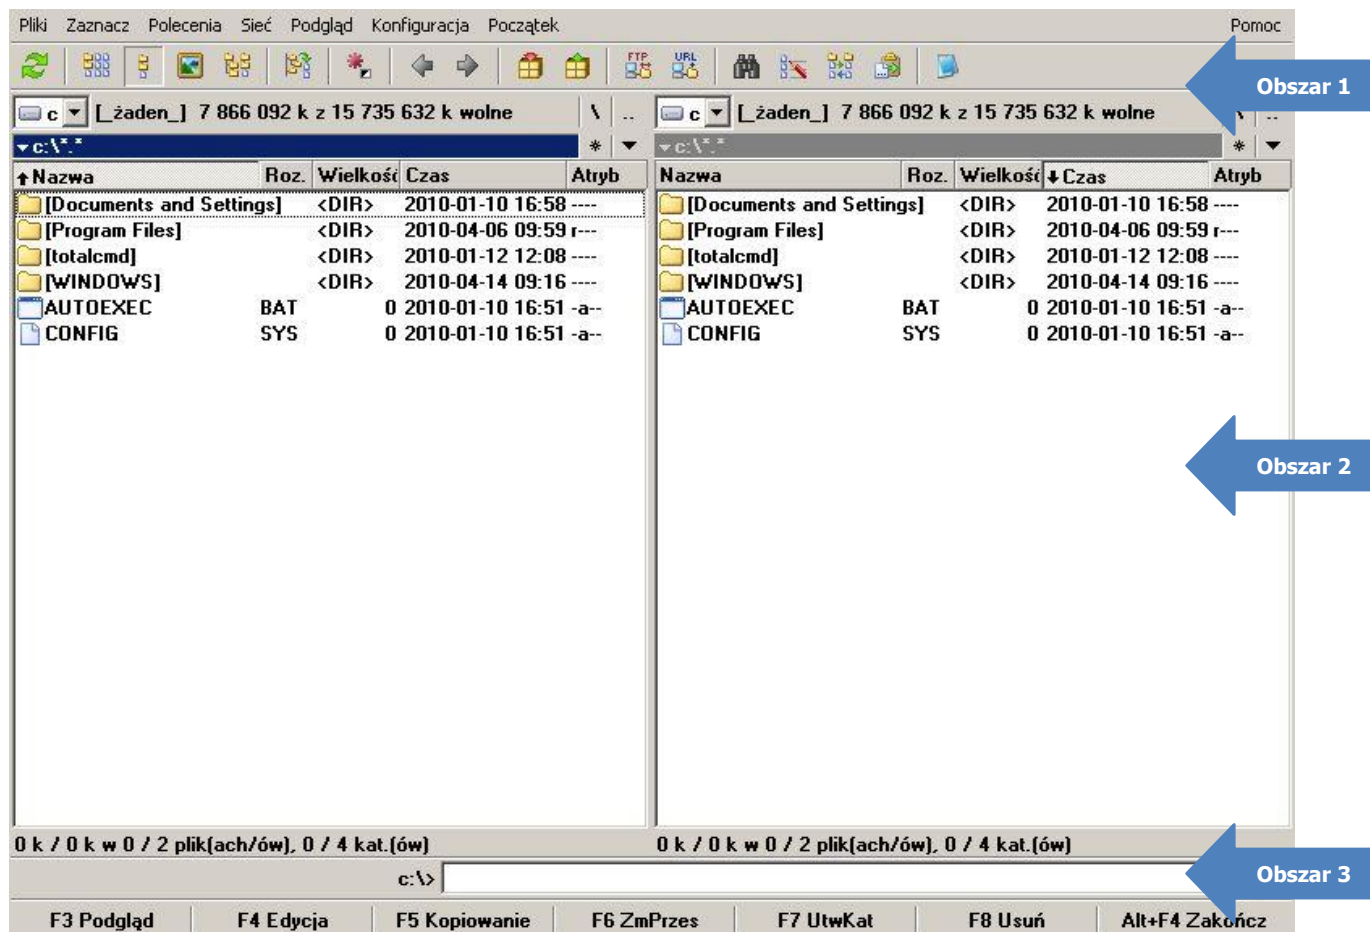 Pliki Zaznacz Polecenia Sieć Podgląd Konfiguracja Początek Pomoc
FTP URL
Obszar 1
c [_żaden_] 7 866 092 k z 15 735 632 k wolne \ ..
c [_żaden_] 7 866 092 k z 15 735 632 k wolne \ ..
c:\*.* *
c:\*.* *
Nazwa Roz. Wielkość Czas Atryb
[Documents and Settings] <DIR> 2010-01-10 16:58 ----
[Program Files] <DIR> 2010-04-06 09:59 r---
[totalcmd] <DIR> 2010-01-12 12:08 ----
[WINDOWS] <DIR> 2010-04-14 09:16 ----
AUTOEXEC BAT 0 2010-01-10 16:51 -a--
CONFIG SYS 0 2010-01-10 16:51 -a--
Nazwa Roz. Wielkość Czas Atryb
[Documents and Settings] <DIR> 2010-01-10 16:58 ----
[Program Files] <DIR> 2010-04-06 09:59 r---
[totalcmd] <DIR> 2010-01-12 12:08 ----
[WINDOWS] <DIR> 2010-04-14 09:16 ----
AUTOEXEC BAT 0 2010-01-10 16:51 -a--
CONFIG SYS 0 2010-01-10 16:51 -a--
Obszar 2
0 k / 0 k w 0 / 2 plik(ach/ów), 0 / 4 kat.(ów)
0 k / 0 k w 0 / 2 plik(ach/ów), 0 / 4 kat.(ów)
c:\>
Obszar 3
F3 Podgląd F4 Edycja F5 Kopiowanie F6 ZmPrzes F7 UtwKat F8 Usuń Alt+F4 Zakończ